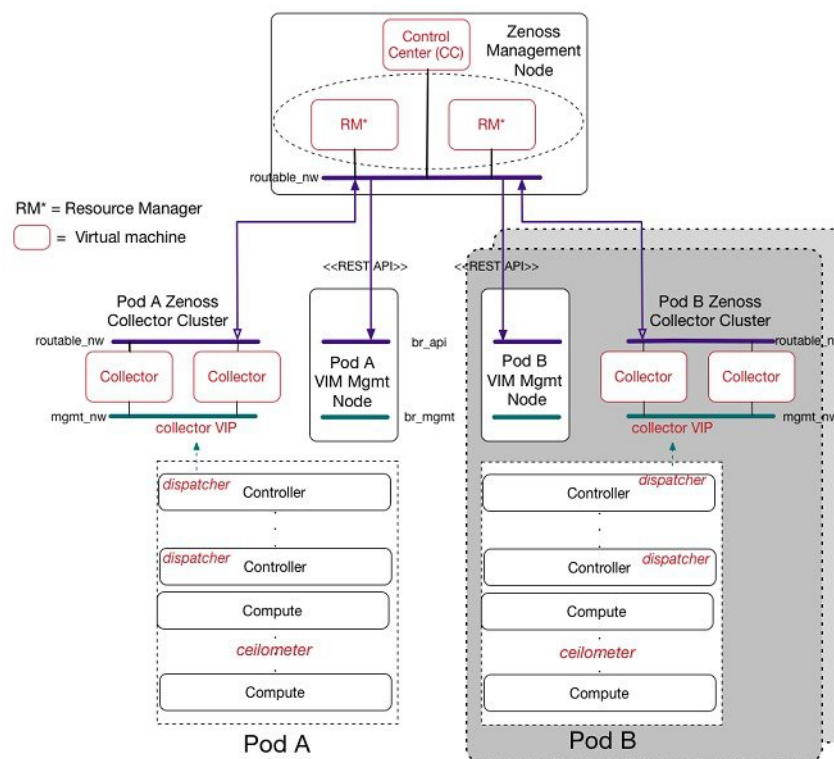 Control
Center (CC)
Zenoss
Management
Node
RM*
RM*
routable_nw
RM* = Resource Manager
= Virtual machine
<<REST API>>
<<REST API>>
Pod A Zenoss
Collector Cluster
routable_nw
Collector
Collector
mgmt_nw
collector VIP
br_api
Pod A
VIM Mgmt
Node
br_mgmt
Pod B
VIM Mgmt
Node
Pod B Zenoss
Collector Cluster
routable_n
Collector
Collector
mgmt_nw
collector VIP
dispatcher
Controller
dispatcher
Controller
Compute
ceilometer
Compute
Pod A
dispatcher
Controller
dispatcher
Controller
Compute
ceilometer
Compute
Pod B